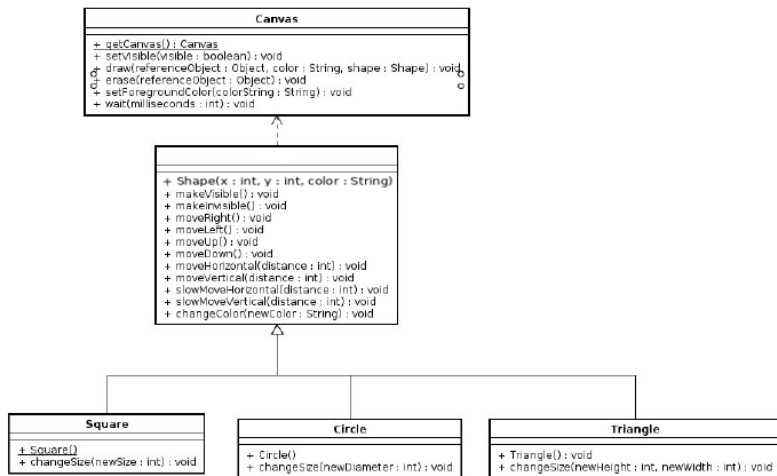 Canvas
+ getCanvas() : Canvas
+ setVisible(visible : boolean) : void
+ draw(referenceObject : Object, color : String, shape : Shape) : void
+ erase(referenceObject : Object) : void
+ setForegroundColor(colorString : String) : void
+ wait(milliseconds : int) : void
+ Shape(x : int, y : int, color : String)
+ makeVisible() : void
+ makeInvisible() : void
+ moveRight() : void
+ moveLeft() : void
+ moveUp() : void
+ moveDown() : void
+ moveHorizontal(distance : int) : void
+ moveVertical(distance : int) : void
+ slowMoveHorizontal(distance : int) : void
+ slowMoveVertical(distance : int) : void
+ changeColor(newColor : String) : void
Square
+ Square()
+ changeSize(newSize : int) : void
Circle
+ Circle()
+ changeSize(newDiameter : int) : void
Triangle
+ Triangle() : void
+ changeSize(newHeight : int, newWidth : int) : void